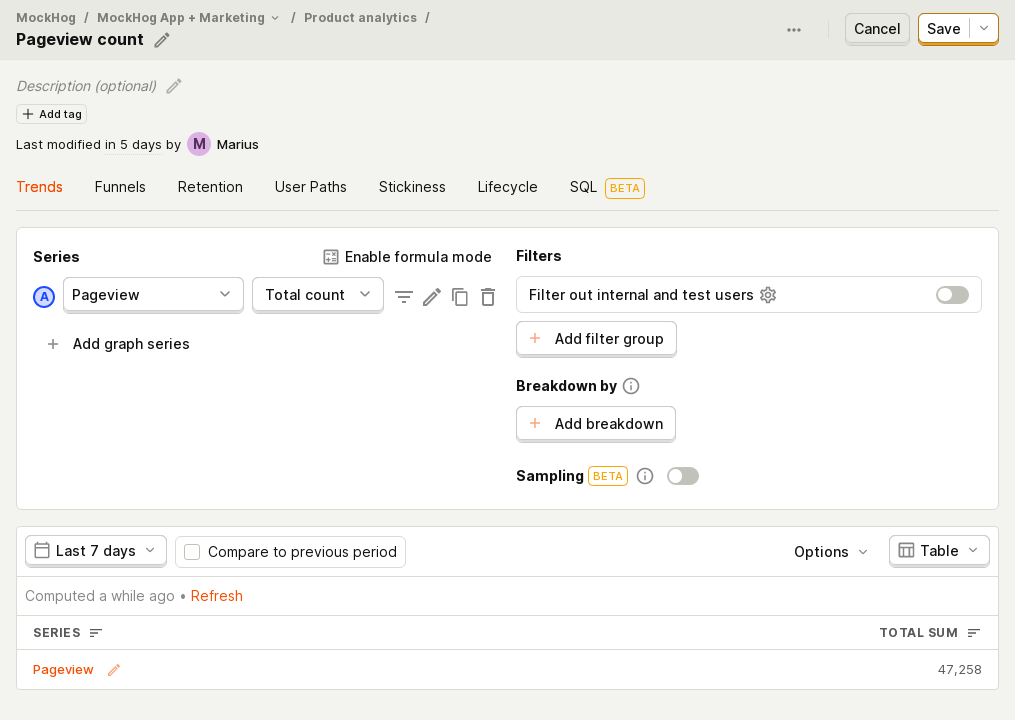 MockHog / MockHog App + Marketing / Product analytics /
Pageview count
Cancel
Save
Description (optional)
Add tag
Last modified in 5 days by M Marius
Trends Funnels Retention User Paths Stickiness Lifecycle SQL BETA
Series
Enable formula mode
A Pageview Total count
Add graph series
Filters
Filter out internal and test users
Add filter group
Breakdown by
Add breakdown
Sampling BETA
Last 7 days Compare to previous period Options Table
Computed a while ago • Refresh
SERIES TOTAL SUM
Pageview 47,258